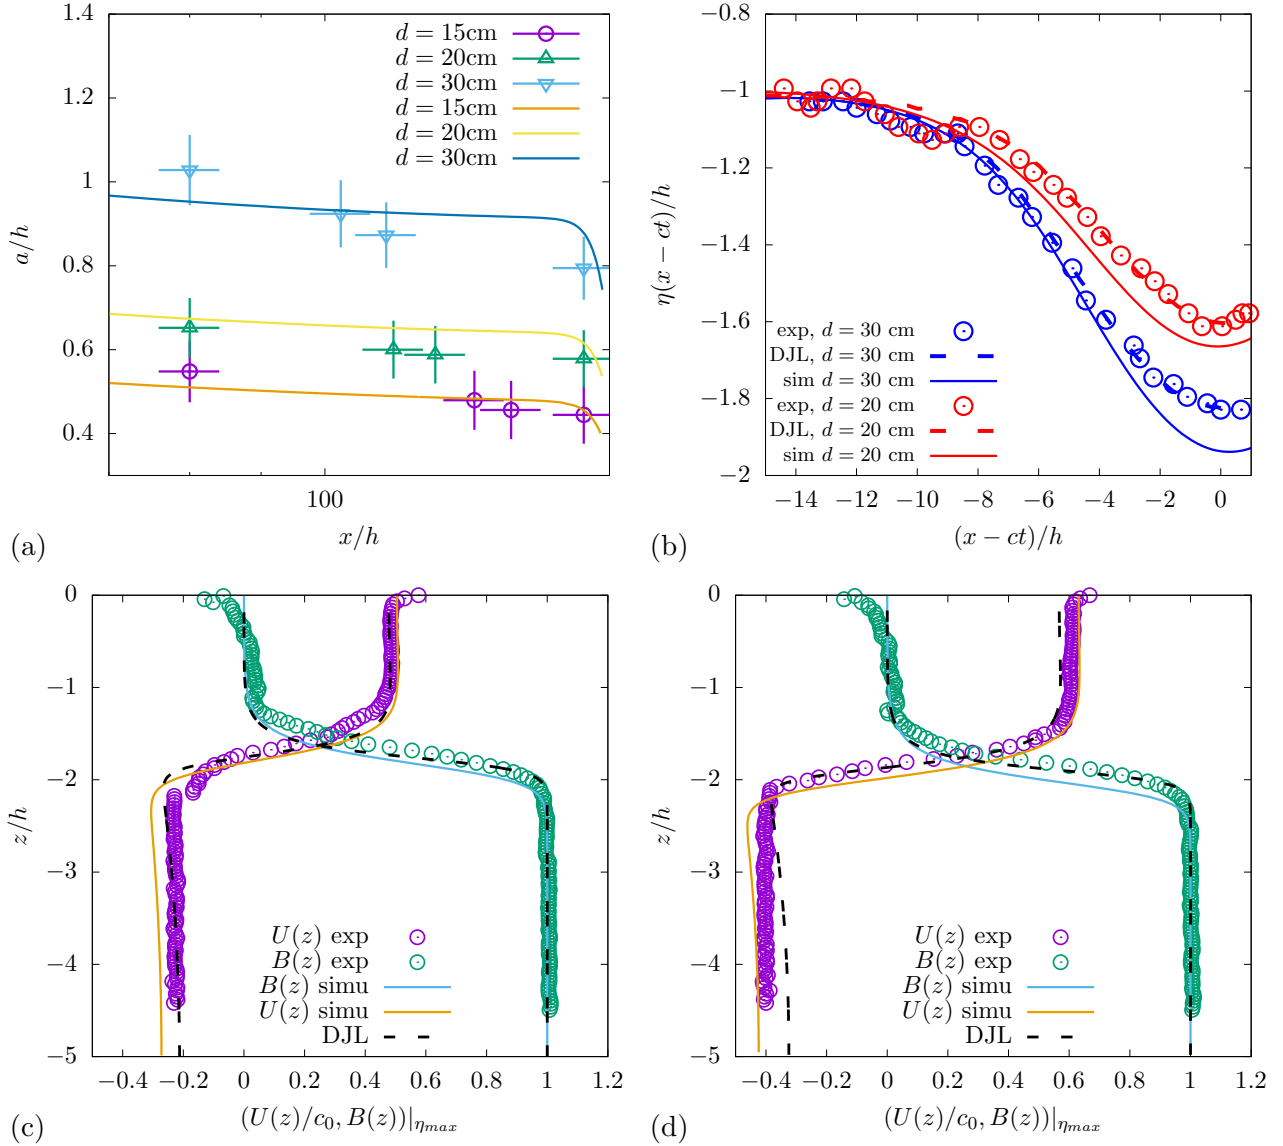 1.4
1.2
1
0.8
0.6
0.4
a/h
100
x/h
d = 15cm
d = 20cm
d = 30cm
d = 15cm
d = 20cm
d = 30cm
(a)
−0.8
−1
−1.2
−1.4
−1.6
−1.8
−2
η(x − ct)/h
−14 −12 −10 −8 −6 −4 −2 0
(x − ct)/h
exp, d = 30 cm
DJL, d = 30 cm
sim d = 30 cm
exp, d = 20 cm
DJL, d = 20 cm
sim d = 20 cm
(b)
0
−1
−2
−3
−4
−5
z/h
−0.4 −0.2 0 0.2 0.4 0.6 0.8 1 1.2
(U(z)/c₀, B(z))|ηmax
U(z) exp
B(z) exp
B(z) simu
U(z) simu
DJL
(c)
0
−1
−2
−3
−4
−5
z/h
−0.4 −0.2 0 0.2 0.4 0.6 0.8 1 1.2
(U(z)/c₀, B(z))|ηmax
U(z) exp
B(z) exp
B(z) simu
U(z) simu
DJL
(d)